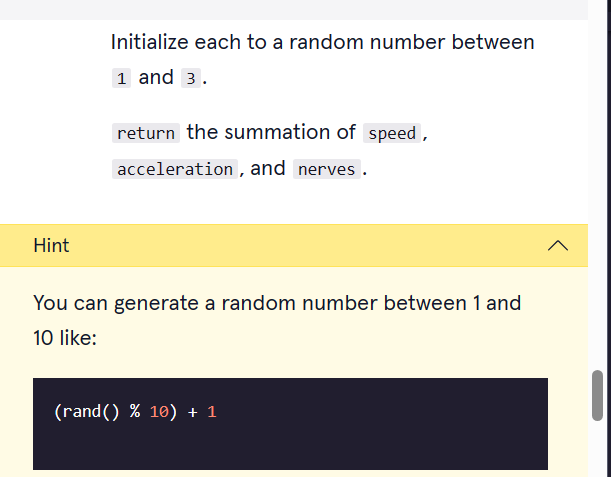 Initialize each to a random number between
1 and 3.
return the summation of speed,
acceleration, and nerves.
Hint
You can generate a random number between 1 and
10 like:
(rand() % 10) + 1